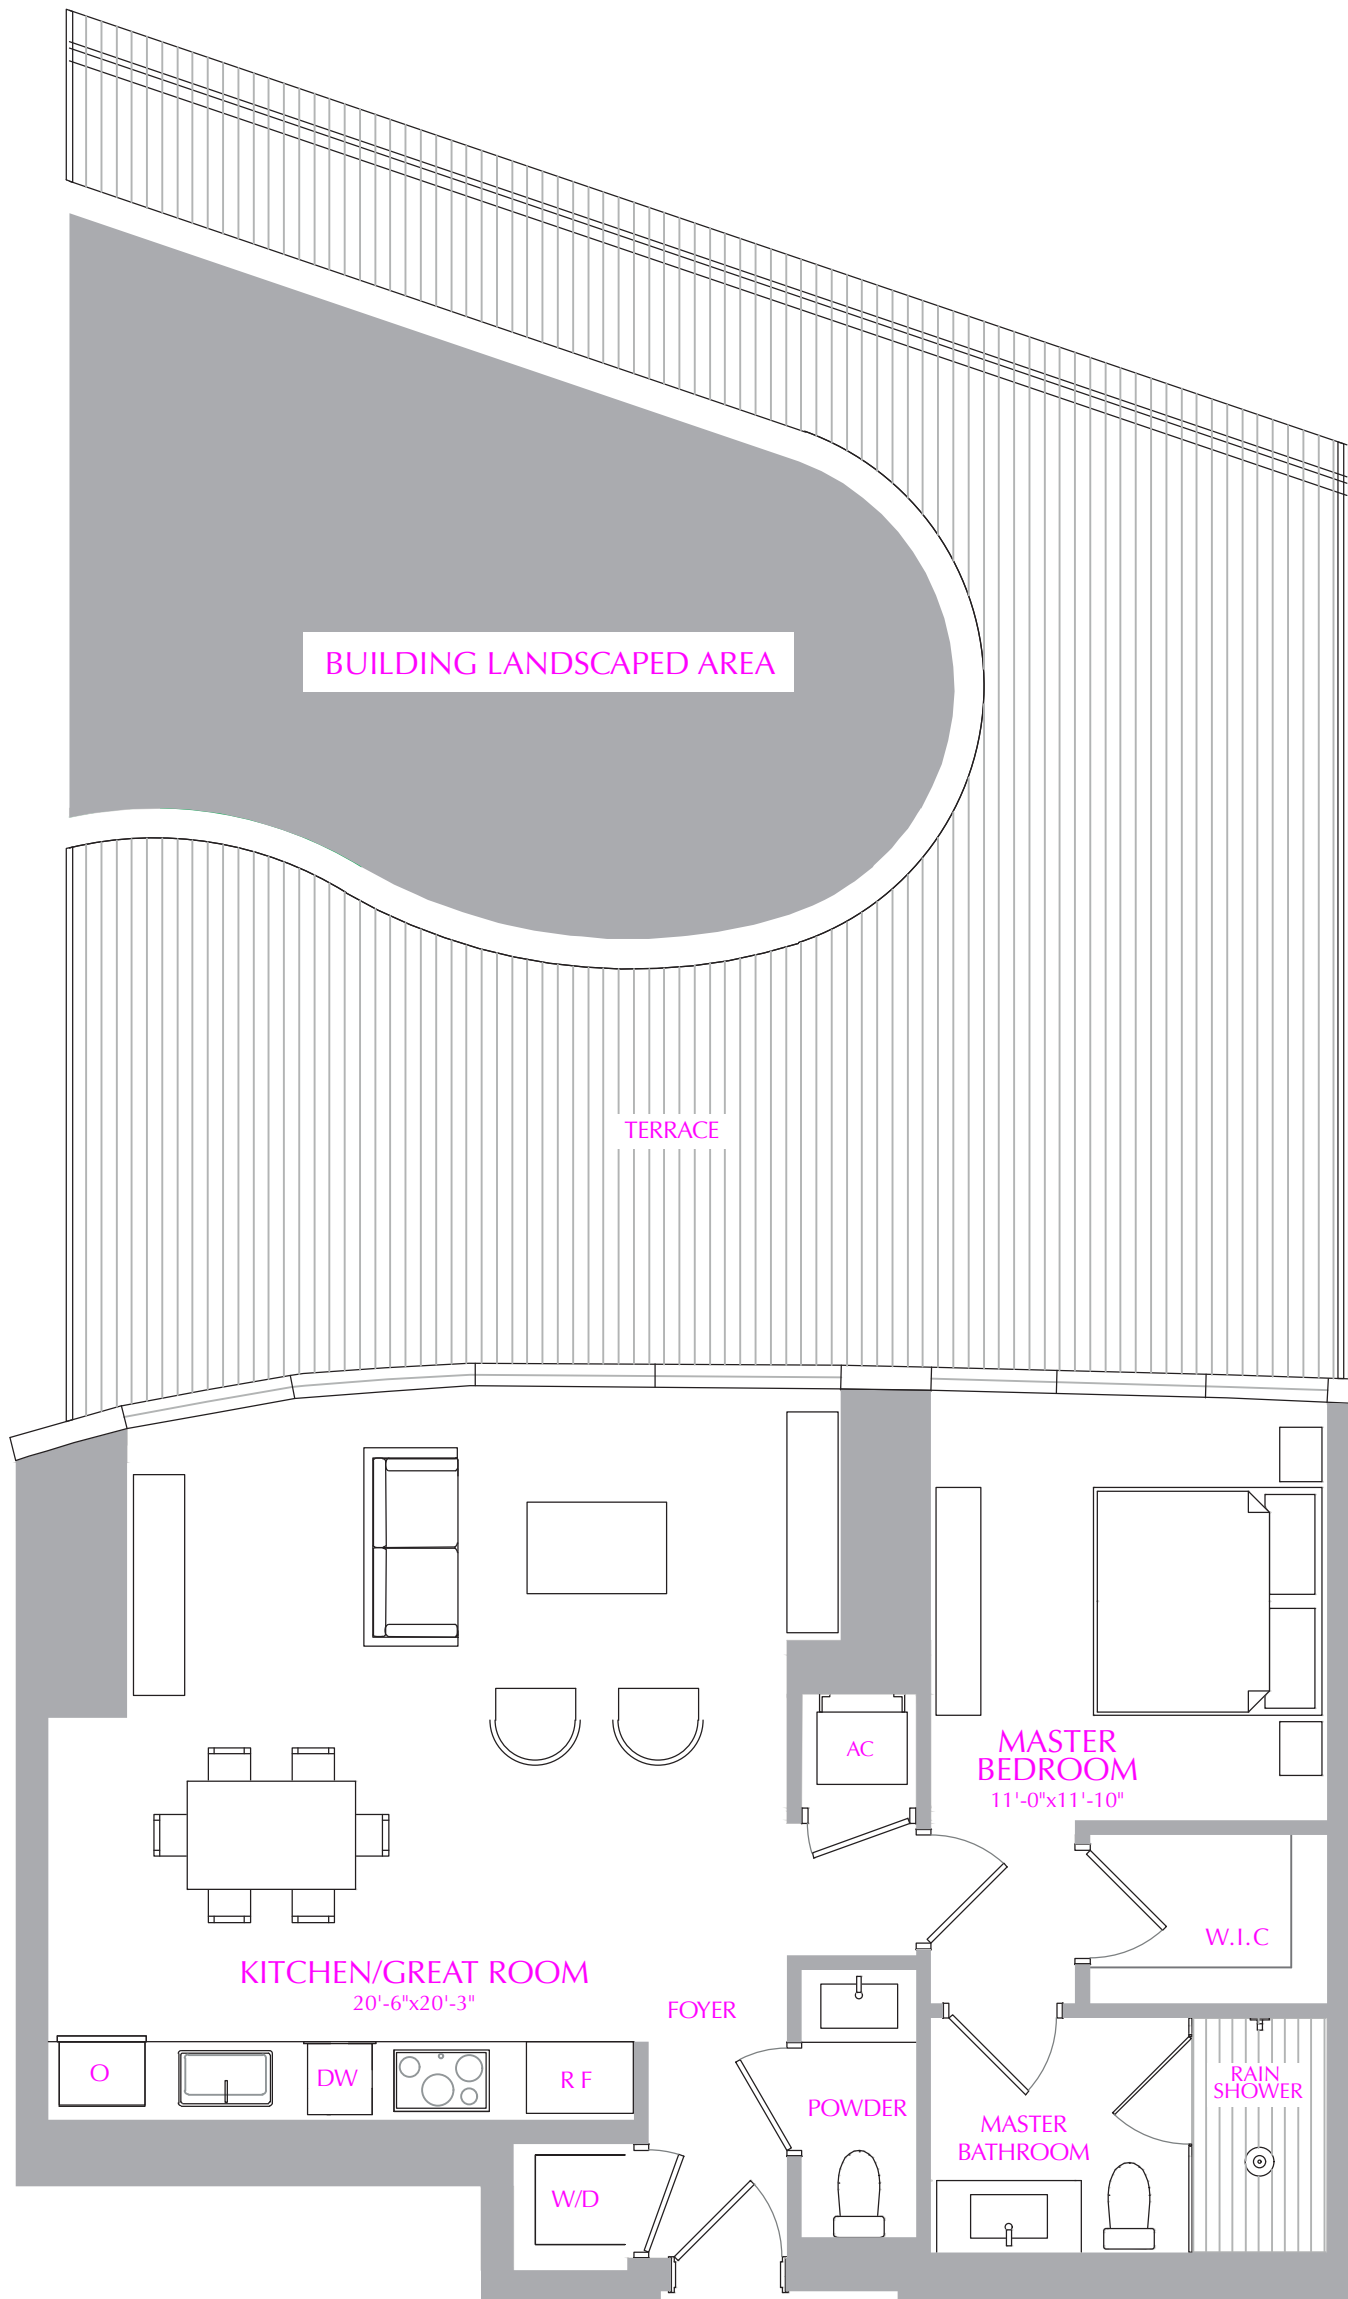 BUILDING LANDSCAPED AREA
TERRACE
AC
MASTER
BEDROOM
11'-0"x11'-10"
W.I.C
KITCHEN/GREAT ROOM
20'-6"x20'-3"
FOYER
O
DW
R F
POWDER
RAIN
SHOWER
MASTER
BATHROOM
W/D